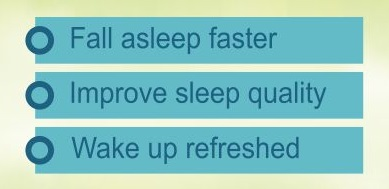 Fall asleep faster
Improve sleep quality
Wake up refreshed